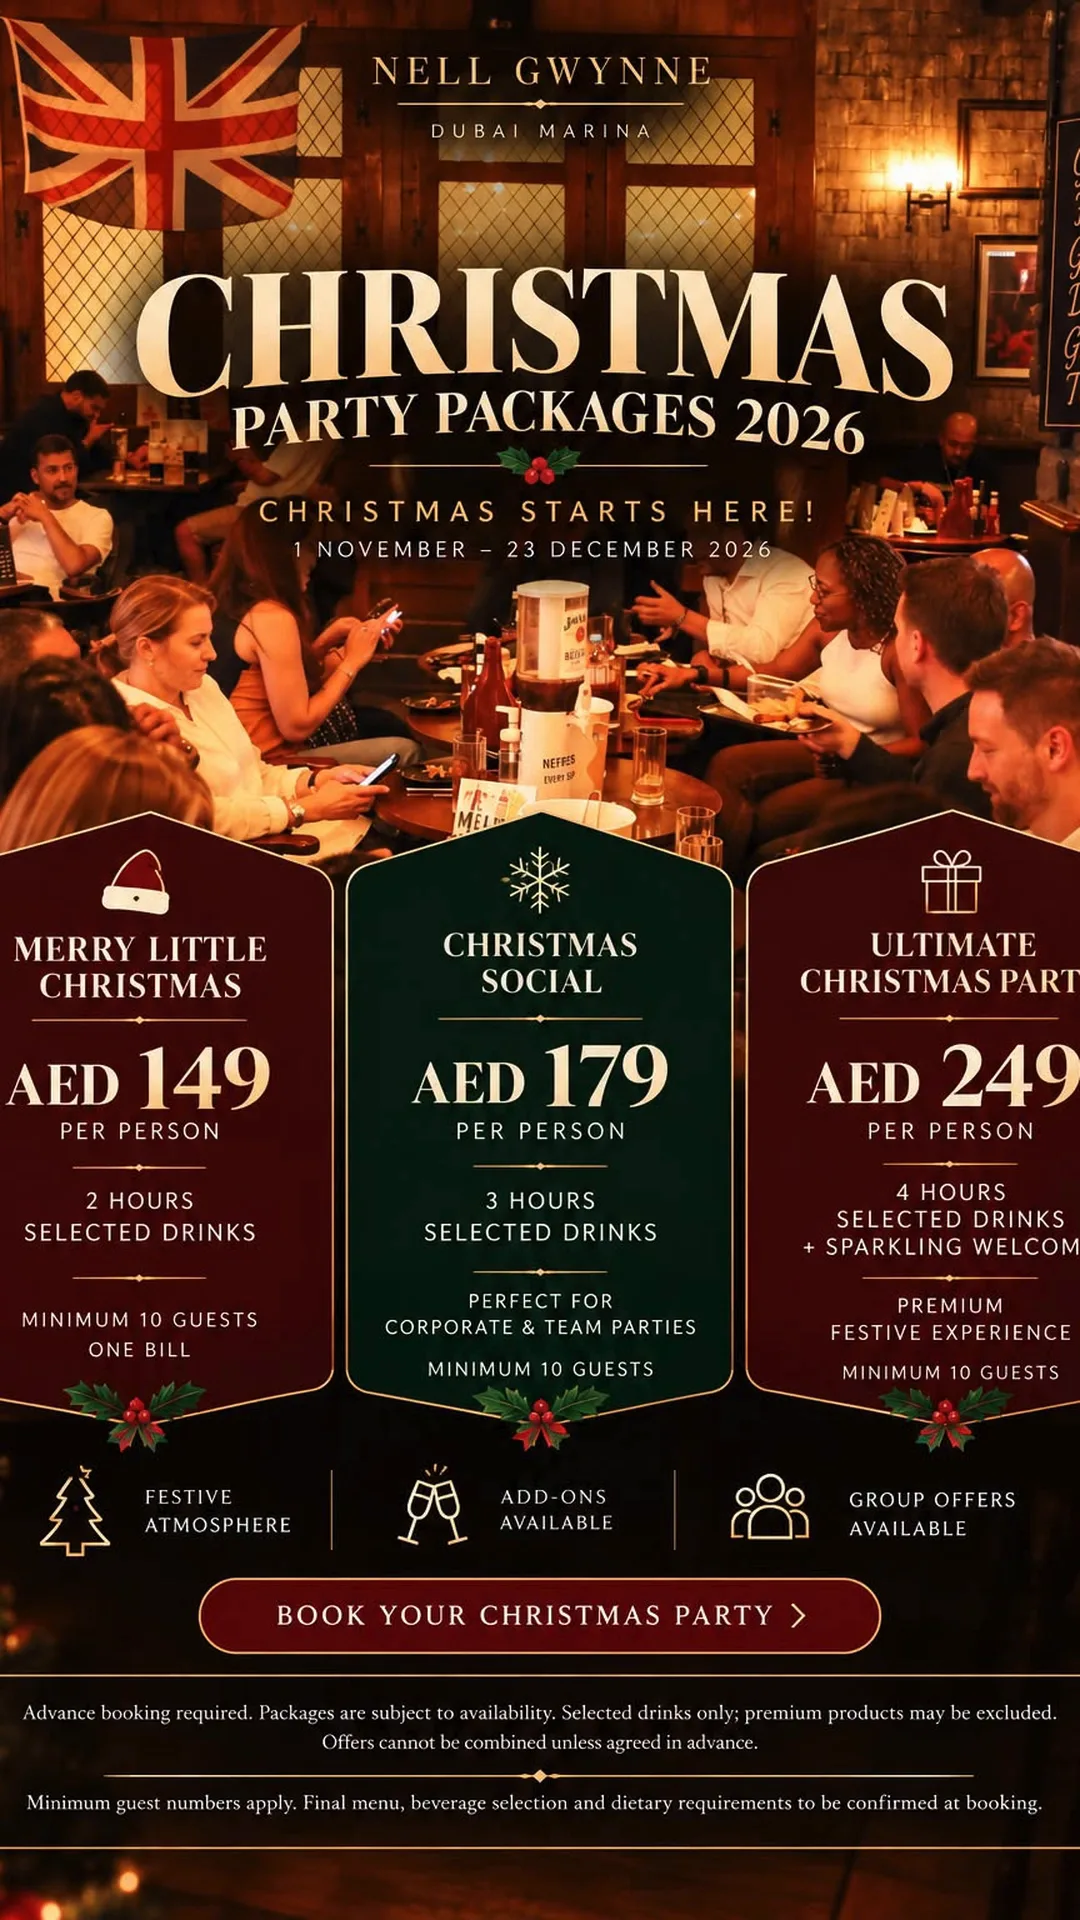 NELL GWYNNE
DUBAI MARINA
CHRISTMAS
PARTY PACKAGES 2026
CHRISTMAS STARTS HERE!
1 NOVEMBER – 23 DECEMBER 2026
MERRY LITTLE
CHRISTMAS
AED 149
PER PERSON
2 HOURS
SELECTED DRINKS
MINIMUM 10 GUESTS
ONE BILL
CHRISTMAS
SOCIAL
AED 179
PER PERSON
3 HOURS
SELECTED DRINKS
PERFECT FOR
CORPORATE & TEAM PARTIES
MINIMUM 10 GUESTS
ULTIMATE
CHRISTMAS PART
AED 249
PER PERSON
4 HOURS
SELECTED DRINKS
+ SPARKLING WELCOM
PREMIUM
FESTIVE EXPERIENCE
MINIMUM 10 GUESTS
FESTIVE
ATMOSPHERE
ADD-ONS
AVAILABLE
GROUP OFFERS
AVAILABLE
BOOK YOUR CHRISTMAS PARTY >
Advance booking required. Packages are subject to availability. Selected drinks only; premium products may be excluded.
Offers cannot be combined unless agreed in advance.
Minimum guest numbers apply. Final menu, beverage selection and dietary requirements to be confirmed at booking.